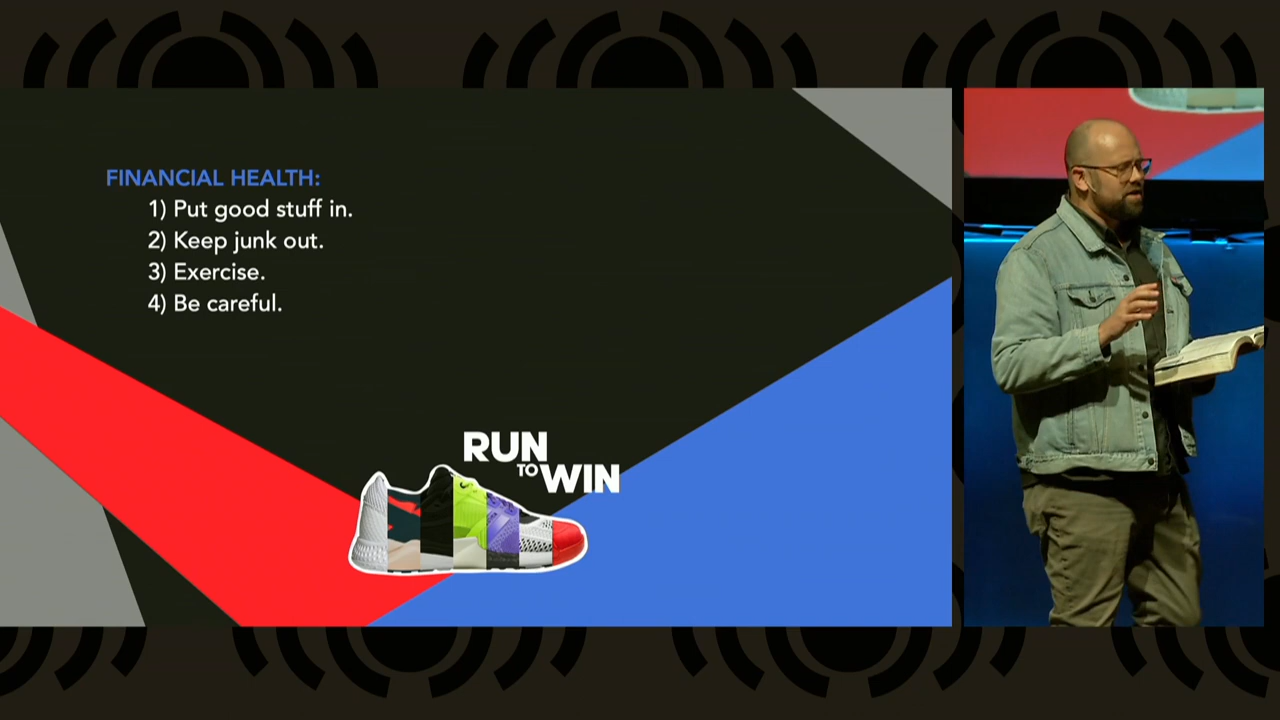 FINANCIAL HEALTH:
1) Put good stuff in.
2) Keep junk out.
3) Exercise.
4) Be careful.
RUN
TO WIN